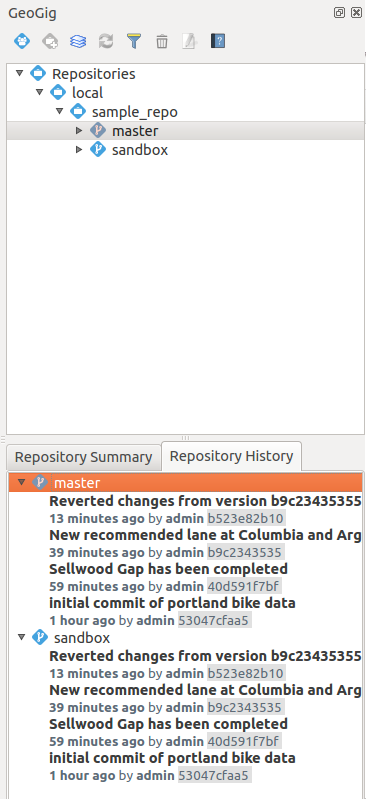 GeoGig
Repositories
local
sample_repo
master
sandbox
Repository Summary Repository History
master
Reverted changes from version b9c23435355
13 minutes ago by admin b523e82b10
New recommended lane at Columbia and Arg
39 minutes ago by admin b9c2343535
Sellwood Gap has been completed
59 minutes ago by admin 40d591f7bf
initial commit of portland bike data
1 hour ago by admin 53047cfaa5
sandbox
Reverted changes from version b9c23435355
13 minutes ago by admin b523e82b10
New recommended lane at Columbia and Arg
39 minutes ago by admin b9c2343535
Sellwood Gap has been completed
59 minutes ago by admin 40d591f7bf
initial commit of portland bike data
1 hour ago by admin 53047cfaa5